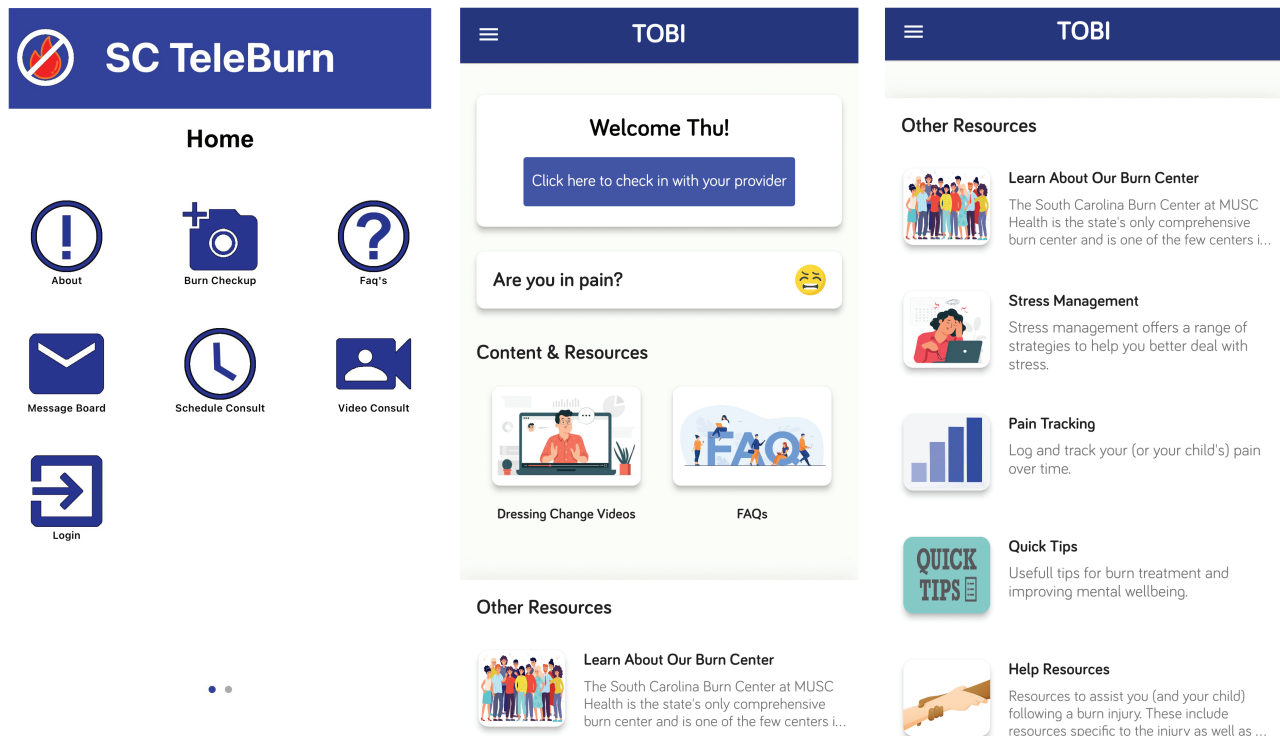 SC TeleBurn
Home
About
Burn Checkup
Faq's
Message Board
Schedule Consult
Video Consult
Login
TOBI
Welcome Thu!
Click here to check in with your provider
Are you in pain?
Content & Resources
FAQ
Dressing Change Videos
FAQs
Other Resources
Learn About Our Burn Center
The South Carolina Burn Center at MUSC
Health is the state's only comprehensive
burn center and is one of the few centers i...
TOBI
Other Resources
Learn About Our Burn Center
The South Carolina Burn Center at MUSC
Health is the state's only comprehensive
burn center and is one of the few centers i...
Stress Management
Stress management offers a range of
strategies to help you better deal with
stress.
Pain Tracking
Log and track your (or your child's) pain
over time.
QUICK
TIPS
Quick Tips
Usefull tips for burn treatment and
improving mental wellbeing.
Help Resources
Resources to assist you (and your child)
following a burn injury. These include
resources specific to the injury as well as ...